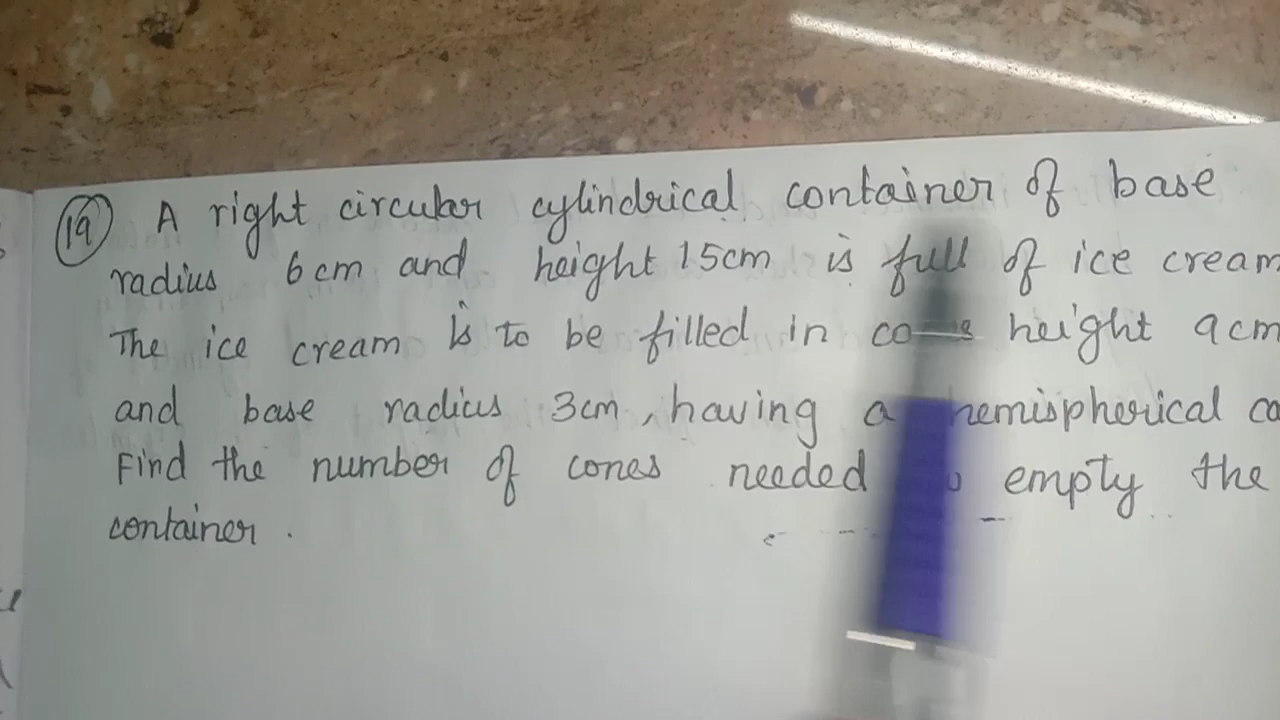 19 A right circular cylindrical container of base
radius 6cm and height 15cm is full of ice cream
The ice cream is to be filled in height 9cm
and base radius 3cm, having a hemispherical
Find the number of cones needed empty the
container.